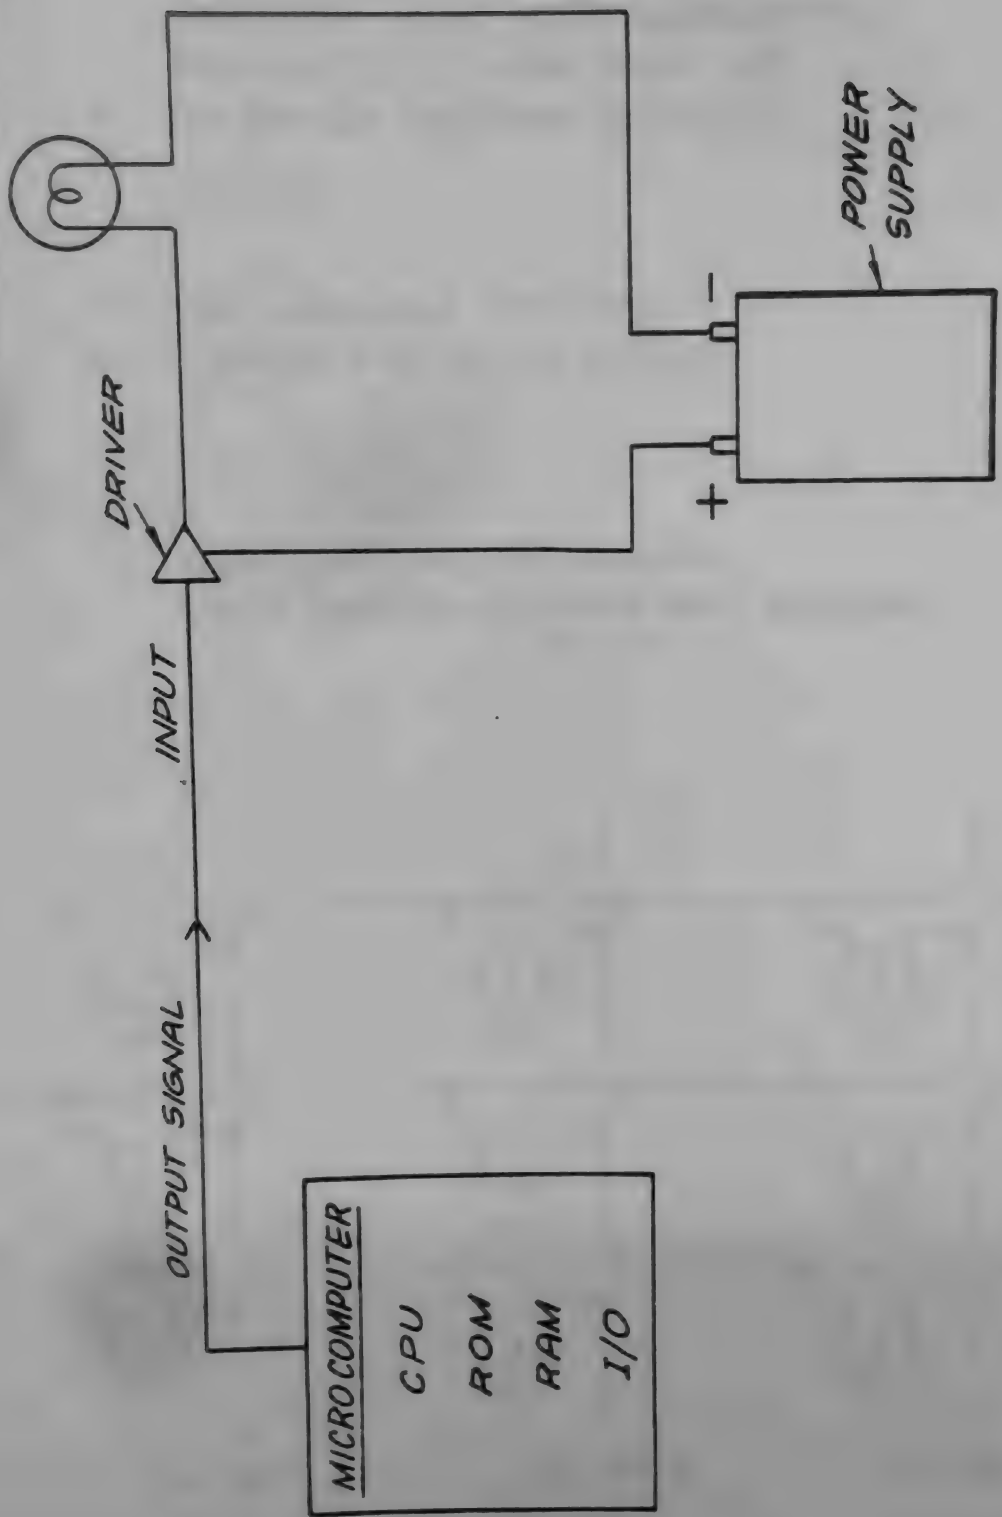 DRIVER
INPUT
OUTPUT SIGNAL
MICROCOMPUTER
CPU
ROM
RAM
I/O
+
-
POWER
SUPPLY